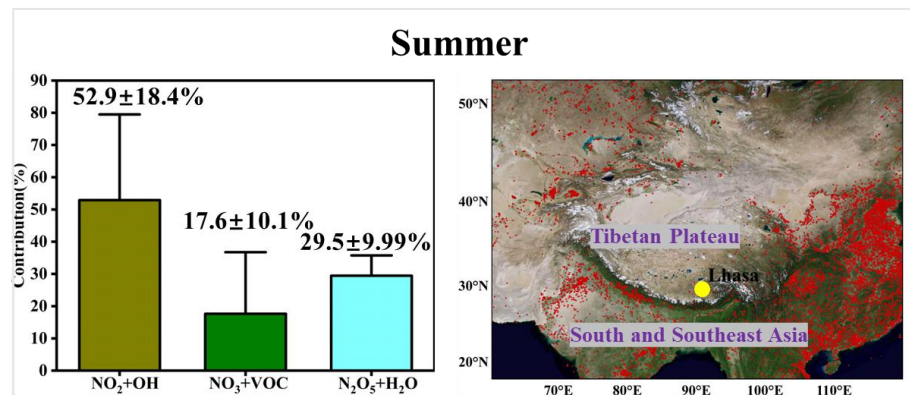 Summer
Contribution(%)
90
80
70
60
50
40
30
20
10
0
52.9±18.4%
17.6±10.1%
29.5±9.99%
NO₂+OH
NO₃+VOC
N₂O₅+H₂O
50°N
40°N
30°N
20°N
Tibetan Plateau
Lhasa
South and Southeast Asia
70°E 80°E 90°E 100°E 110°E